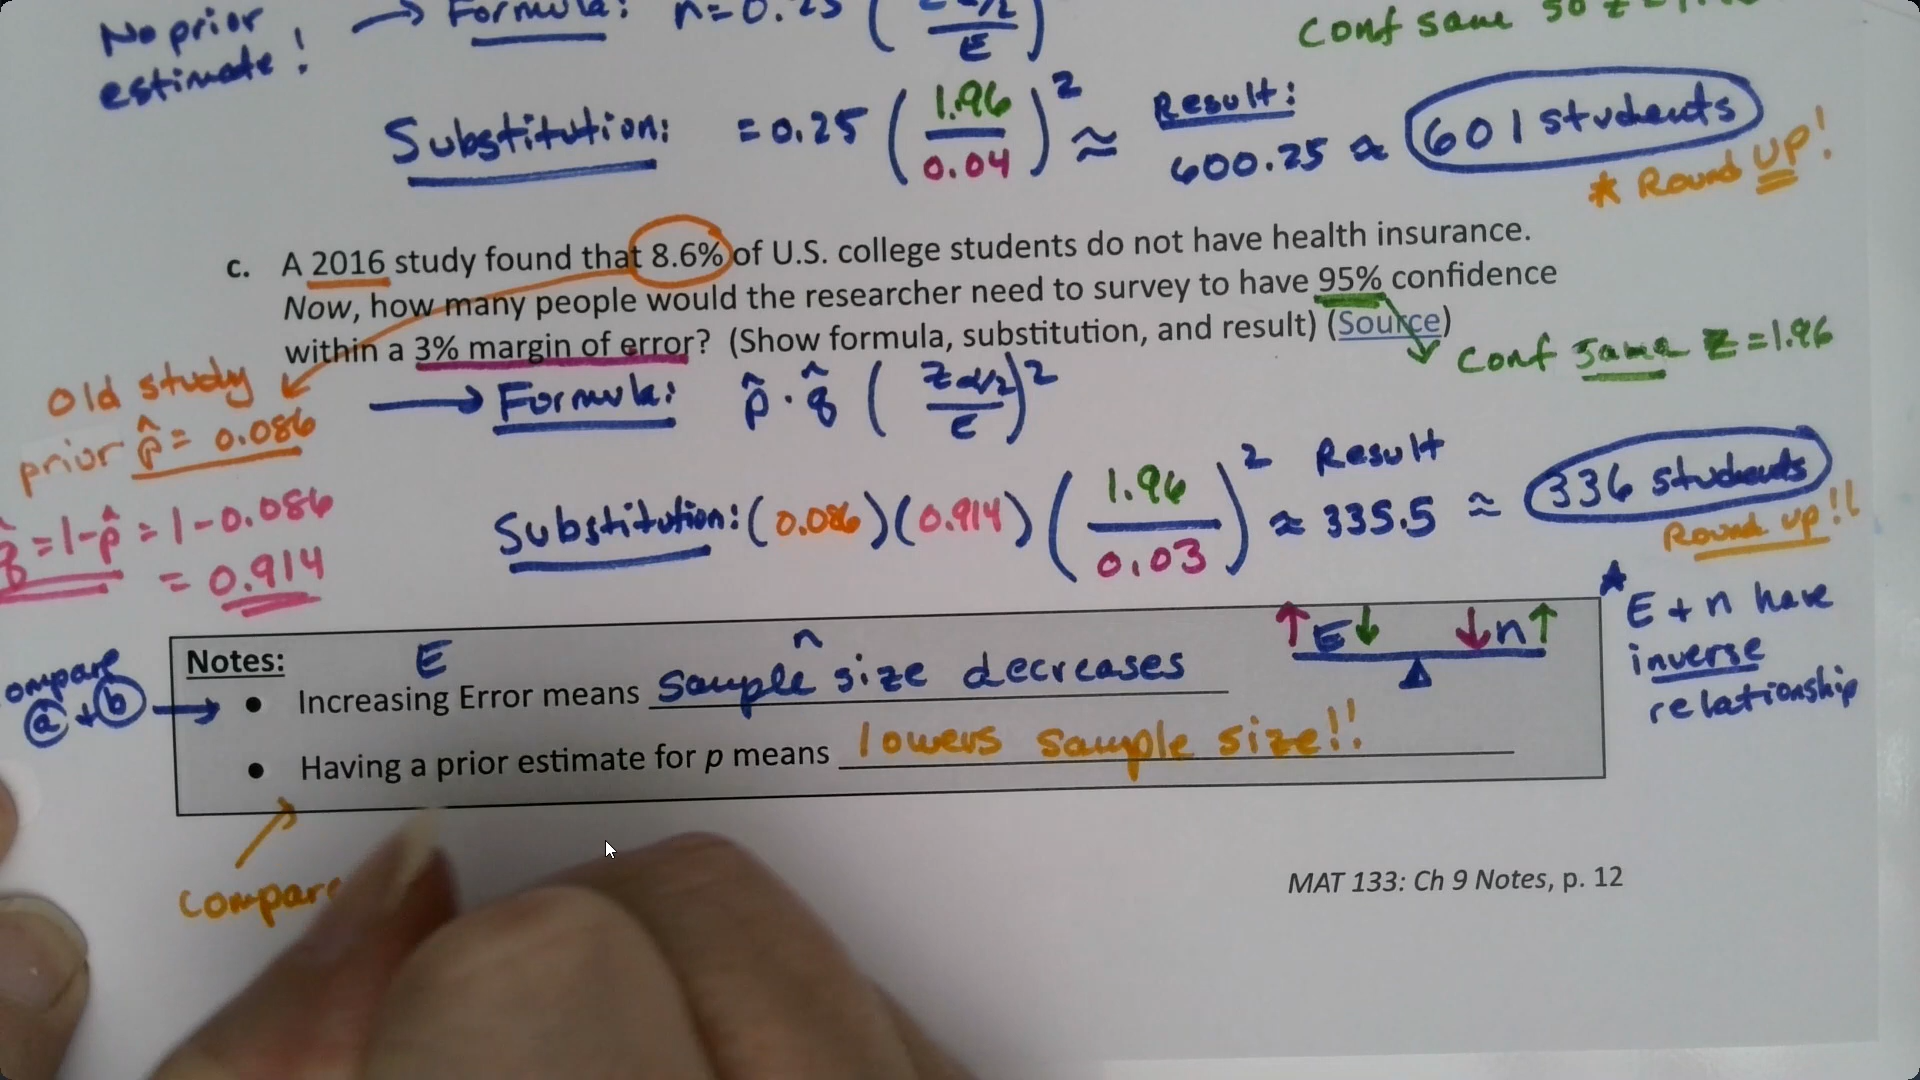 No prior → Formula: n=0.25 ( /E )
estimate! Conf same so z=1.96
Substitution: = 0.25 ( 1.96 / 0.04 )² ≈ Result: 600.25 ≈ 601 students
* Round UP!
c. A 2016 study found that 8.6% of U.S. college students do not have health insurance.
Now, how many people would the researcher need to survey to have 95% confidence
within a 3% margin of error? (Show formula, substitution, and result) (Source)
Conf same Z=1.96
old study
prior p̂ = 0.086
→ Formula: p̂ · q̂ ( Zα/2 / E )²
q̂ = 1-p̂ = 1-0.086
= 0.914
Substitution: (0.086)(0.914) ( 1.96 / 0.03 )² Result ≈ 335.5 ≈ 336 students
Round up!!
* E + n have
inverse
relationship
↑E↓ ↓n↑
ompare
a + b →
Notes: E n
• Increasing Error means sample size decreases
• Having a prior estimate for p means lowers sample size!!
compare
MAT 133: Ch 9 Notes, p. 12